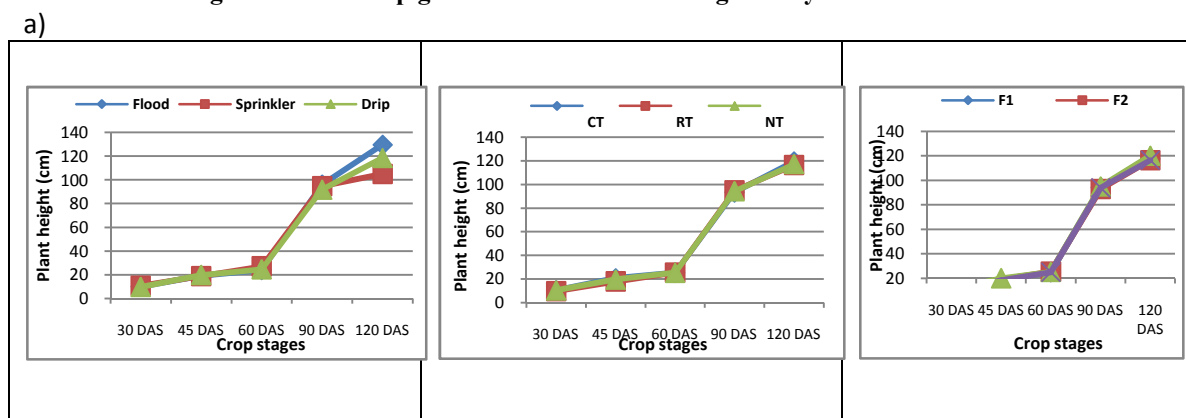 a)
Flood Sprinkler Drip
Plant height (cm)
140
120
100
80
60
40
20
0
30 DAS 45 DAS 60 DAS 90 DAS 120 DAS
Crop stages
CT RT NT
Plant height (cm)
140
120
100
80
60
40
20
0
30 DAS 45 DAS 60 DAS 90 DAS 120 DAS
Crop stages
F1 F2
Plant height (cm)
140
120
100
80
60
40
20
30 DAS 45 DAS 60 DAS 90 DAS 120
DAS
Crop stages